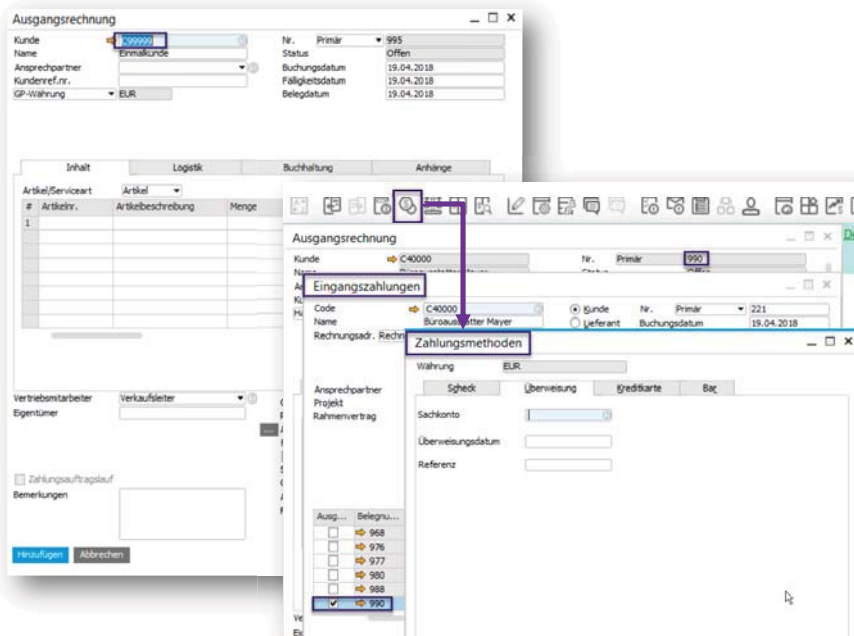 Ausgangsrechnung
Kunde C99999 Nr. Primär 995
Name Einmalkunde Status Offen
Ansprechpartner Buchungsdatum 19.04.2018
Kundenref.nr. Fälligkeitsdatum 19.04.2018
GP-Währung EUR Belegdatum 19.04.2018
Inhalt Logistik Buchhaltung Anhänge
Artikel/Serviceart Artikel
# Artikelnr. Artikelbeschreibung Menge
1
Vertriebsmitarbeiter Verkaufsleiter
Eigentümer
Zahlungsauftragslauf
Bemerkungen
Hinzufügen Abbrechen
Ausgangsrechnung
Kunde C40000 Nr. Primär 990
Eingangszahlungen
Code C40000 Kunde Nr. Primär 221
Name Büroausstatter Mayer Lieferant Buchungsdatum 19.04.2018
Rechnungsadr.
Ansprechpartner
Projekt
Rahmenvertrag
Ausg... Belegnu...
968
976
977
980
988
990
Zahlungsmethoden
Währung EUR
Scheck Überweisung Kreditkarte Bar
Sachkonto
Überweisungsdatum
Referenz